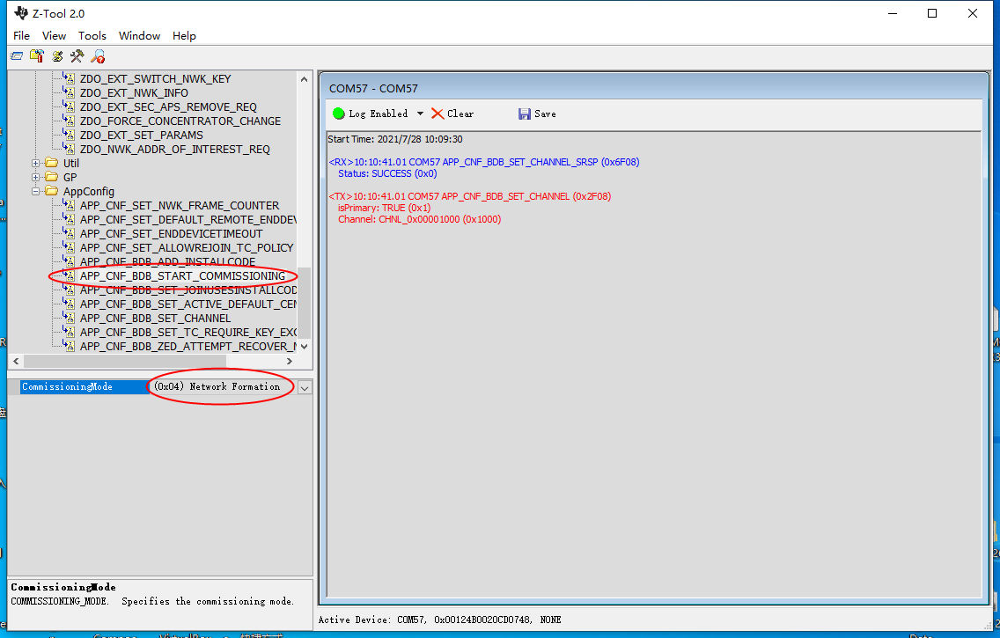 Z-Tool 2.0
File View Tools Window Help
ZDO_EXT_SWITCH_NWK_KEY
ZDO_EXT_NWK_INFO
ZDO_EXT_SEC_APS_REMOVE_REQ
ZDO_FORCE_CONCENTRATOR_CHANGE
ZDO_EXT_SET_PARAMS
ZDO_NWK_ADDR_OF_INTEREST_REQ
Util
GP
AppConfig
APP_CNF_SET_NWK_FRAME_COUNTER
APP_CNF_SET_DEFAULT_REMOTE_ENDDEV
APP_CNF_SET_ENDDEVICETIMEOUT
APP_CNF_SET_ALLOWREJOIN_TC_POLICY
APP_CNF_BDB_ADD_INSTALLCODE
APP_CNF_BDB_START_COMMISSIONING
APP_CNF_BDB_SET_JOINUSESINSTALLCOD
APP_CNF_BDB_SET_ACTIVE_DEFAULT_CEN
APP_CNF_BDB_SET_CHANNEL
APP_CNF_BDB_SET_TC_REQUIRE_KEY_EXC
APP_CNF_BDB_ZED_ATTEMPT_RECOVER_N
CommissioningMode (0x04) Network Formation
CommissioningMode
COMMISSIONING_MODE. Specifies the commissioning mode.
COM57 - COM57
Log Enabled Clear Save
Start Time: 2021/7/28 10:09:30
<RX>10:10:41.01 COM57 APP_CNF_BDB_SET_CHANNEL_SRSP (0x6F08)
Status: SUCCESS (0x0)
<TX>10:10:41.01 COM57 APP_CNF_BDB_SET_CHANNEL (0x2F08)
isPrimary: TRUE (0x1)
Channel: CHNL_0x00001000 (0x1000)
Active Device: COM57, 0x00124B0020CD0748, NONE